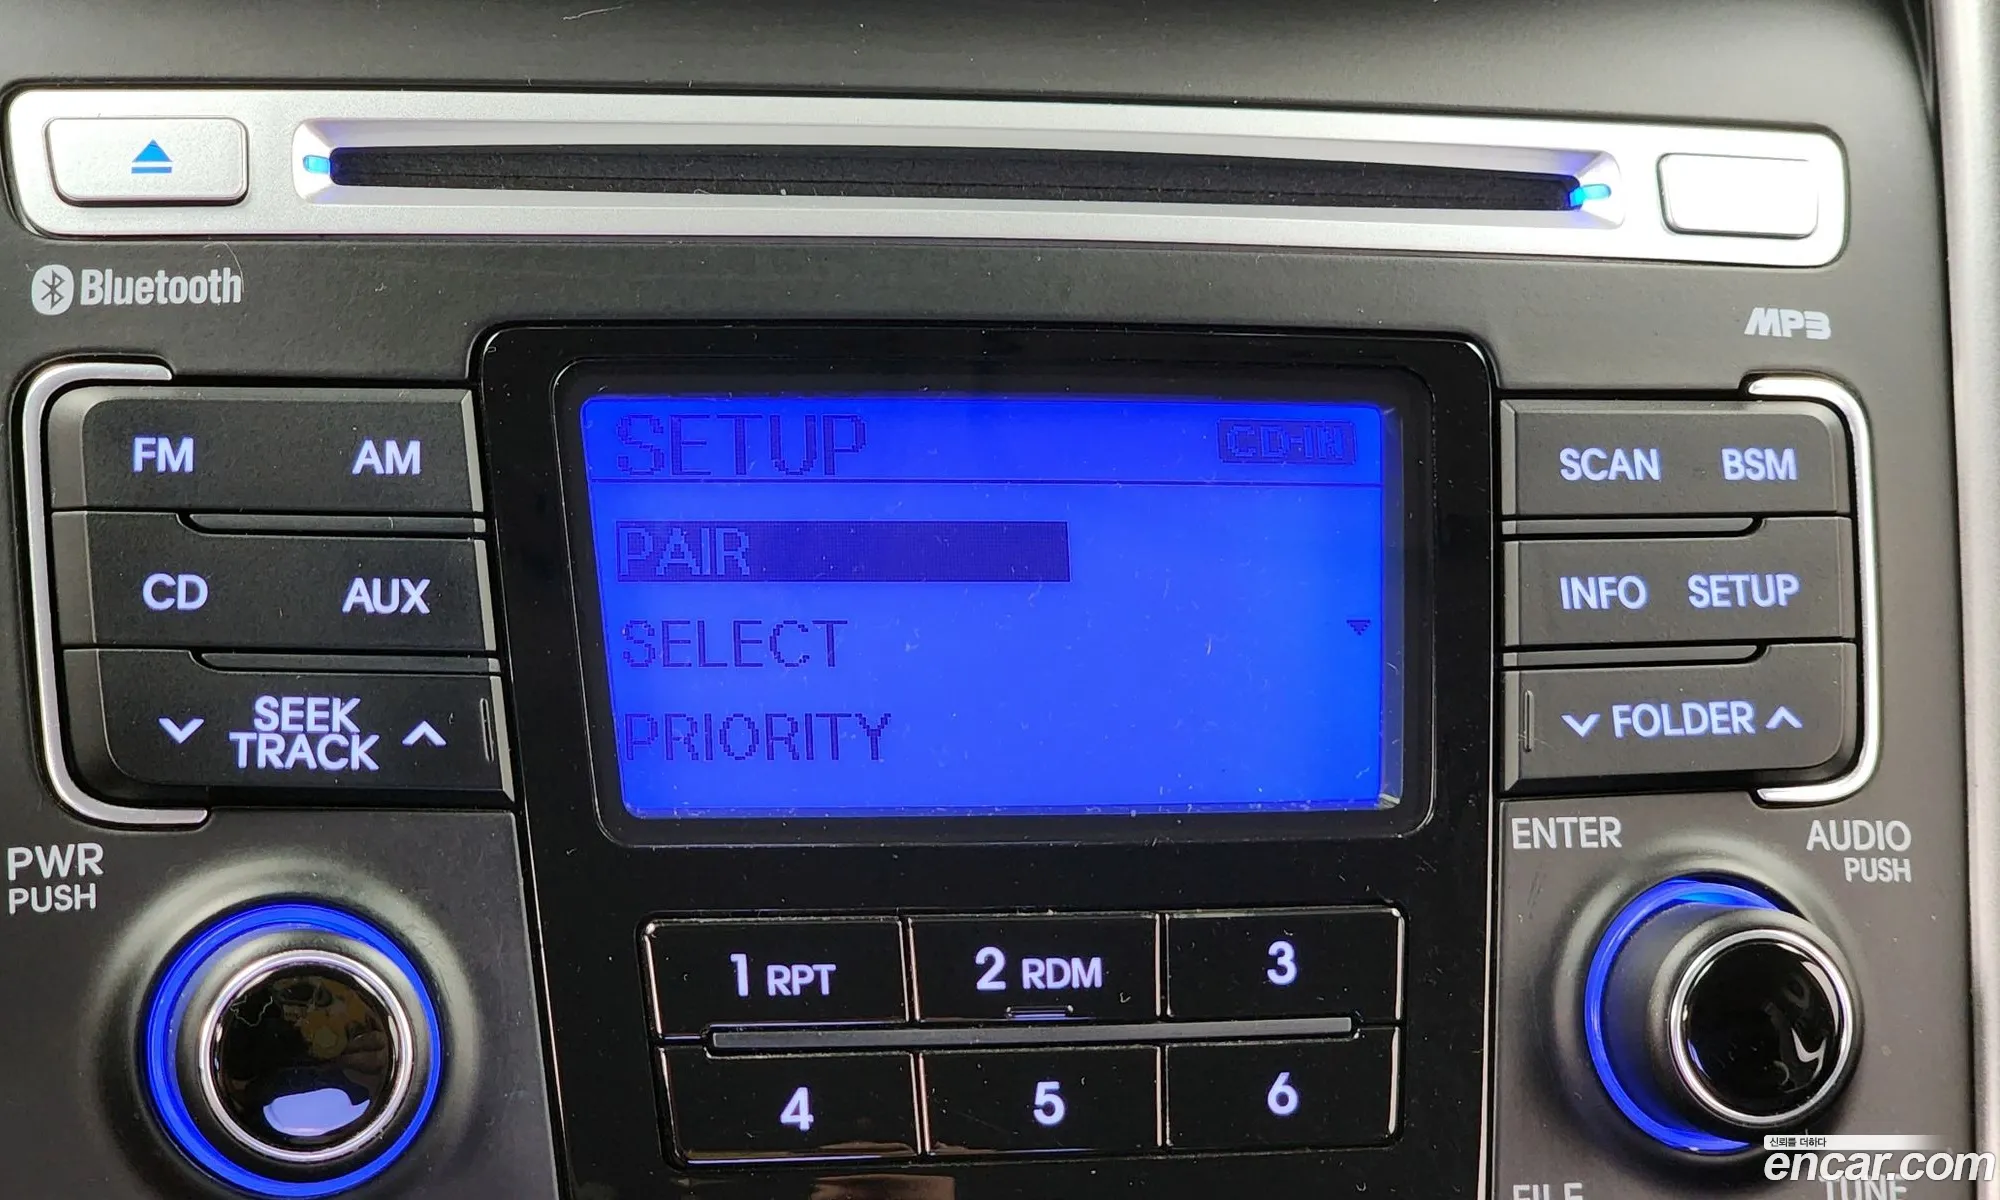 Bluetooth
MP3
FM AM
CD AUX
SEEK
TRACK
SETUP CD-IN
PAIR
SELECT
PRIORITY
SCAN BSM
INFO SETUP
FOLDER
PWR
PUSH
ENTER
AUDIO
PUSH
1 RPT 2 RDM 3
4 5 6
FILE
TUNE
신뢰를 더하다
encar.com